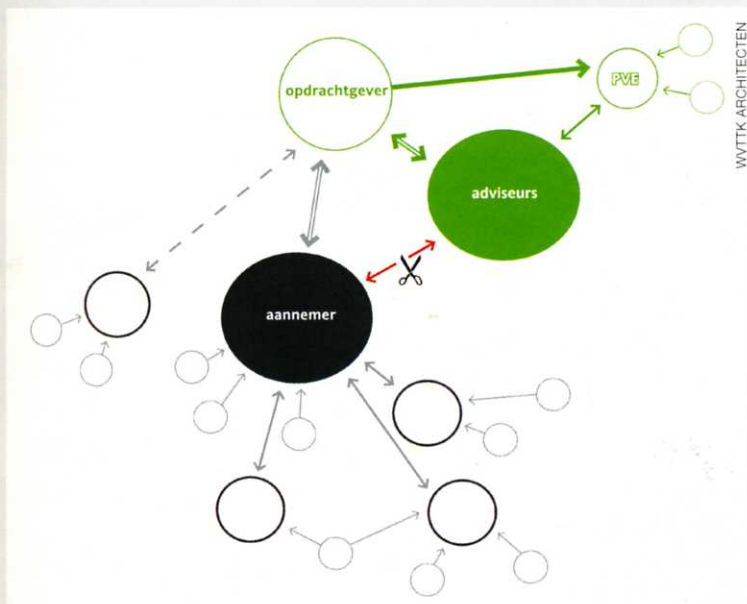 opdrachtgever
PVE
adviseurs
aannemer
WVTTK ARCHITECTEN